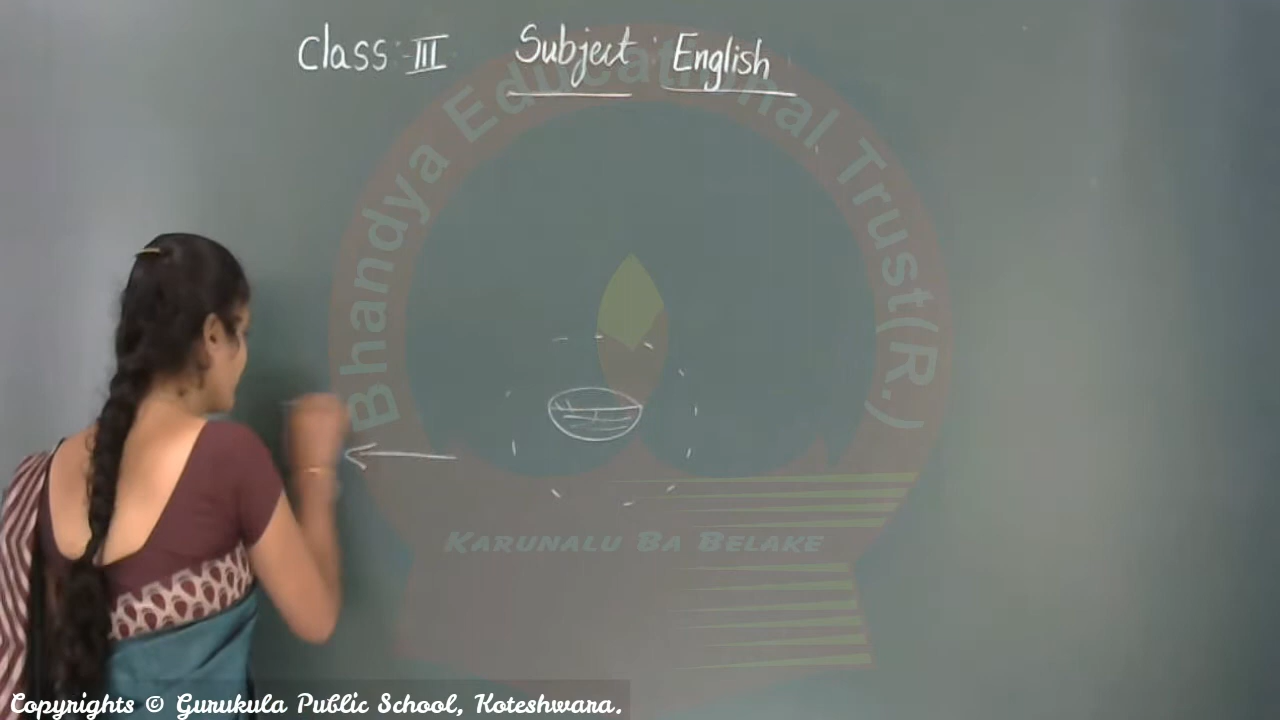 Class - III Subject : English
Bhandya Educational Trust(R.)
KARUNALU BA BELAKE
Copyrights © Gurukula Public School, Koteshwara.